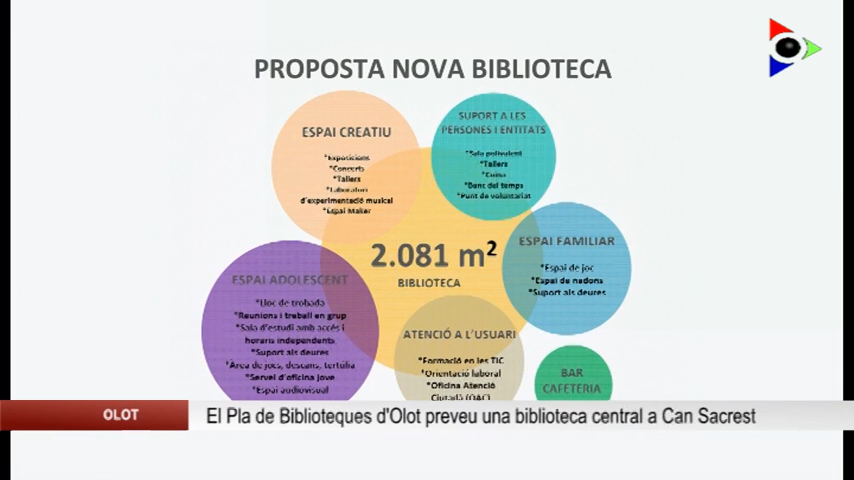 PROPOSTA NOVA BIBLIOTECA
ESPAI CREATIU
*Exposicions
*Concerts
*Tallers
*Laboratori
d'experimentació musical
*Espai Maker
SUPORT A LES
PERSONES I ENTITATS
*Sala polivalent
*Tallers
*Cuina
*Banc del temps
*Punt de voluntariat
2.081 m²
BIBLIOTECA
ESPAI FAMILIAR
*Espai de joc
*Espai de nadons
*Suport als deures
ESPAI ADOLESCENT
*Lloc de trobada
*Reunions i treball en grup
*Sala d'estudi amb accés i
horaris independents
*Suport als deures
*Àrea de jocs, descans, tertúlia
*Servei d'oficina jove
*Espai audiovisual
ATENCIÓ A L'USUARI
*Formació en les TIC
*Orientació laboral
*Oficina Atenció
Ciutadà (OAC)
BAR
CAFETERIA
OLOT
El Pla de Biblioteques d'Olot preveu una biblioteca central a Can Sacrest